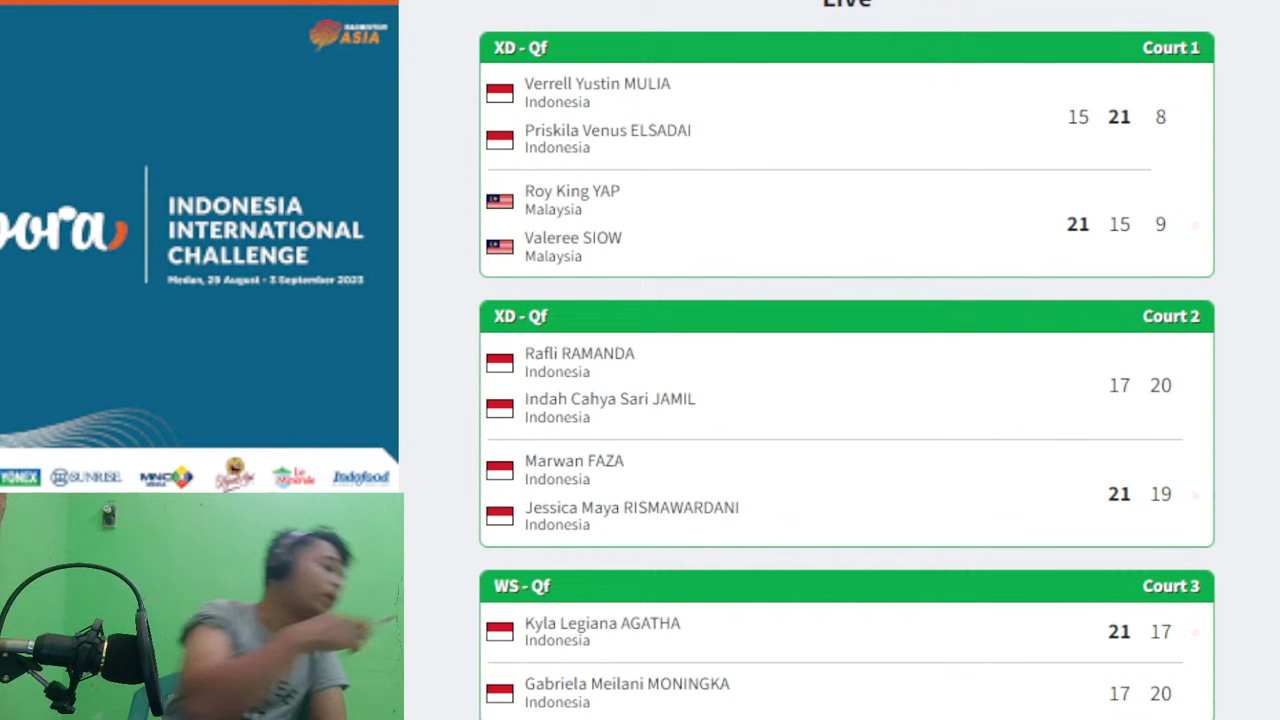 BADMINTON
ASIA
INDONESIA
INTERNATIONAL
CHALLENGE
Medan, 29 August - 3 September 2023
YONEX
SUNRISE
Le
Minerale
Indofood
Live
XD - Qf
Court 1
Verrell Yustin MULIA
Indonesia
Priskila Venus ELSADAI
Indonesia
15 21 8
Roy King YAP
Malaysia
Valeree SIOW
Malaysia
21 15 9
XD - Qf
Court 2
Rafli RAMANDA
Indonesia
Indah Cahya Sari JAMIL
Indonesia
17 20
Marwan FAZA
Indonesia
Jessica Maya RISMAWARDANI
Indonesia
21 19
WS - Qf
Court 3
Kyla Legiana AGATHA
Indonesia
21 17
Gabriela Meilani MONINGKA
Indonesia
17 20